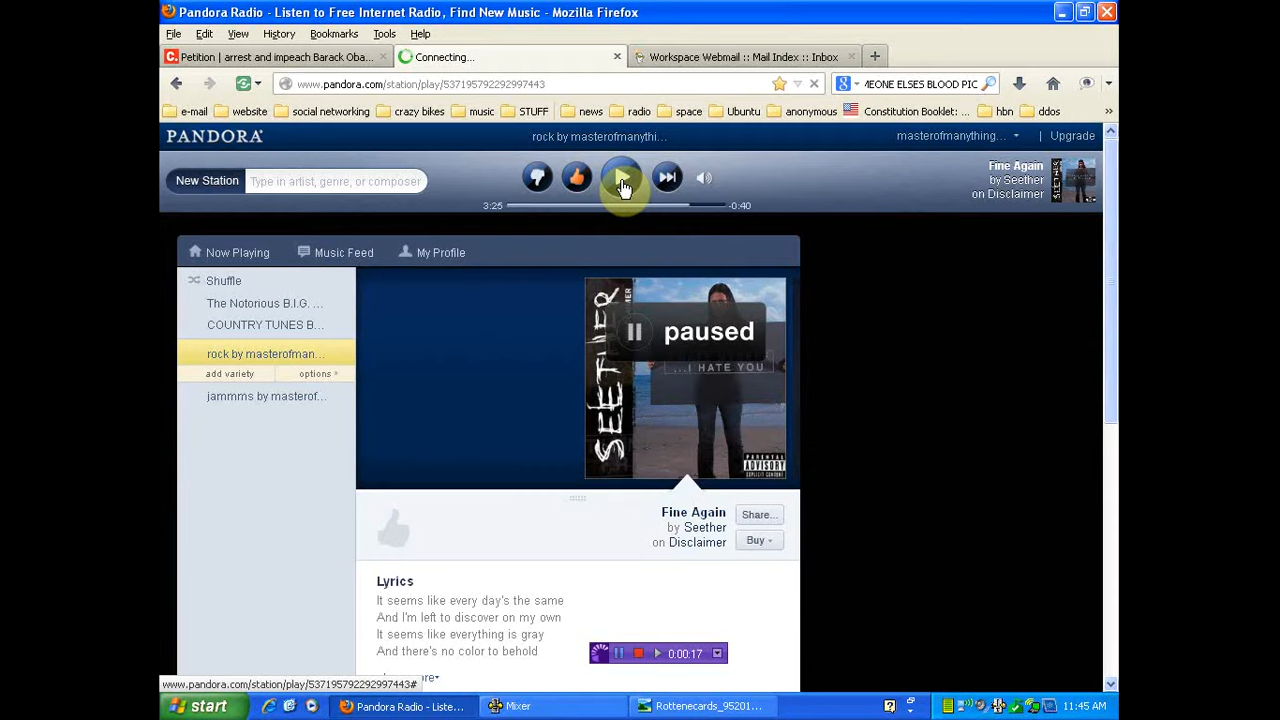 Pandora Radio - Listen to Free Internet Radio, Find New Music - Mozilla Firefox
File View History Bookmarks Tools Help
Petition | arrest and impeach Barack Oba... Connecting... Workspace Webmail :: Mail Index :: Inbox
www.pandora.com/station/play/537195792292997443 EOME ELSES BLOOD PIC
e-mail website social networking crazy bikes music STUFF news radio space Ubuntu anonymous Constitution Booklet:... hbn ddos »
PANDORA rock by masterofmanythi... masterofanything... | Upgrade
New Station Type in artist, genre, or composer
Fine Again
by Seether
on Disclaimer
3:25 -0:40
Now Playing Music Feed My Profile
Shuffle
The Notorious B.I.G. ...
COUNTRY TUNES B...
rock by masterofman...
add variety options »
jammms by masterof...
SEETHER
DISCLAIMER
paused
...I HATE YOU
PARENTAL
ADVISORY
EXPLICIT CONTENT
Fine Again Share...
by Seether
on Disclaimer Buy
Lyrics
It seems like every day's the same
And I'm left to discover on my own
It seems like everything is gray
And there's no color to behold
0:00:17
www.pandora.com/station/play/537195792292997443#
start Pandora Radio - Liste... Mixer Rottenecards_95201... 11:45 AM